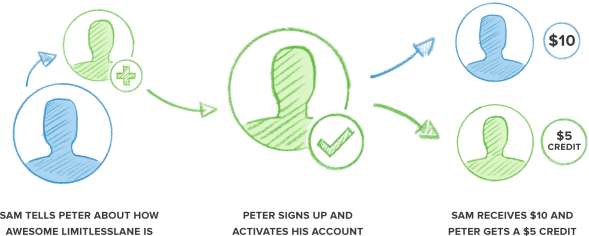 $10
$5
CREDIT
SAM TELLS PETER ABOUT HOW
AWESOME LIMITLESSLANE IS
PETER SIGNS UP AND
ACTIVATES HIS ACCOUNT
SAM RECEIVES $10 AND
PETER GETS A $5 CREDIT